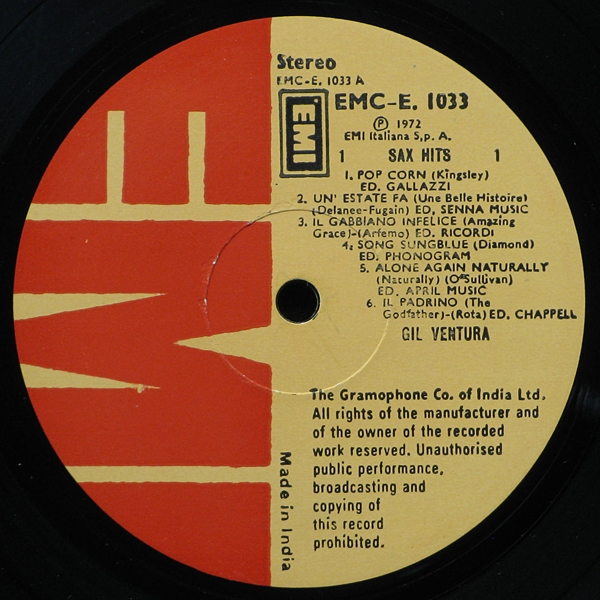 Stereo
EMC-E. 1033 A
EMI
EMC-E. 1033
Ⓟ 1972
EMI Italiana S,p. A.
1 SAX HITS 1
1. POP CORN (Kingsley)
ED. GALLAZZI
2. UN' ESTATE FA (Une Belle Histoire)
(Delanee-Fugain) ED, SENNA MUSIC
3. IL GABBIANO INFELICE (Amazing
Grace)-(Arfemo) ED. RICORDI
4. SONG SUNGBLUE (Diamond)
ED. PHONOGRAM
5. ALONE AGAIN NATURALLY
(Naturally) (O'Sullivan)
ED. APRIL MUSIC
6. IL PADRINO (The
Godfather)-(Rota) ED. CHAPPELL
GIL VENTURA
The Gramophone Co. of India Ltd.
All rights of the manufacturer and
of the owner of the recorded
work reserved. Unauthorised
public performance,
broadcasting and
copying of
this record
prohibited.
Made in India
EMI